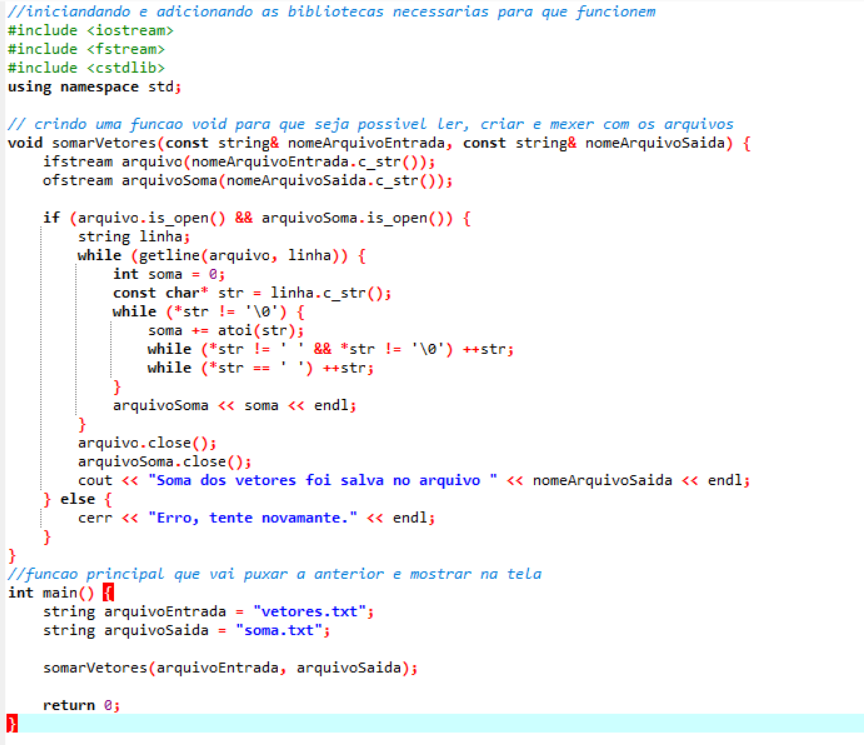 //iniciandando e adicionando as bibliotecas necessarias para que funcionem
#include <iostream>
#include <fstream>
#include <cstdlib>
using namespace std;
// crindo uma funcao void para que seja possivel ler, criar e mexer com os arquivos
void somarVetores(const string& nomeArquivoEntrada, const string& nomeArquivoSaida) {
    ifstream arquivo(nomeArquivoEntrada.c_str());
    ofstream arquivoSoma(nomeArquivoSaida.c_str());
    if (arquivo.is_open() && arquivoSoma.is_open()) {
        string linha;
        while (getline(arquivo, linha)) {
            int soma = 0;
            const char* str = linha.c_str();
            while (*str != '\0') {
                soma += atoi(str);
                while (*str != ' ' && *str != '\0') ++str;
                while (*str == ' ') ++str;
            }
            arquivoSoma << soma << endl;
        }
        arquivo.close();
        arquivoSoma.close();
        cout << "Soma dos vetores foi salva no arquivo " << nomeArquivoSaida << endl;
    } else {
        cerr << "Erro, tente novamante." << endl;
    }
}
//funcao principal que vai puxar a anterior e mostrar na tela
int main() {
    string arquivoEntrada = "vetores.txt";
    string arquivoSaida = "soma.txt";
    somarVetores(arquivoEntrada, arquivoSaida);
    return 0;
}